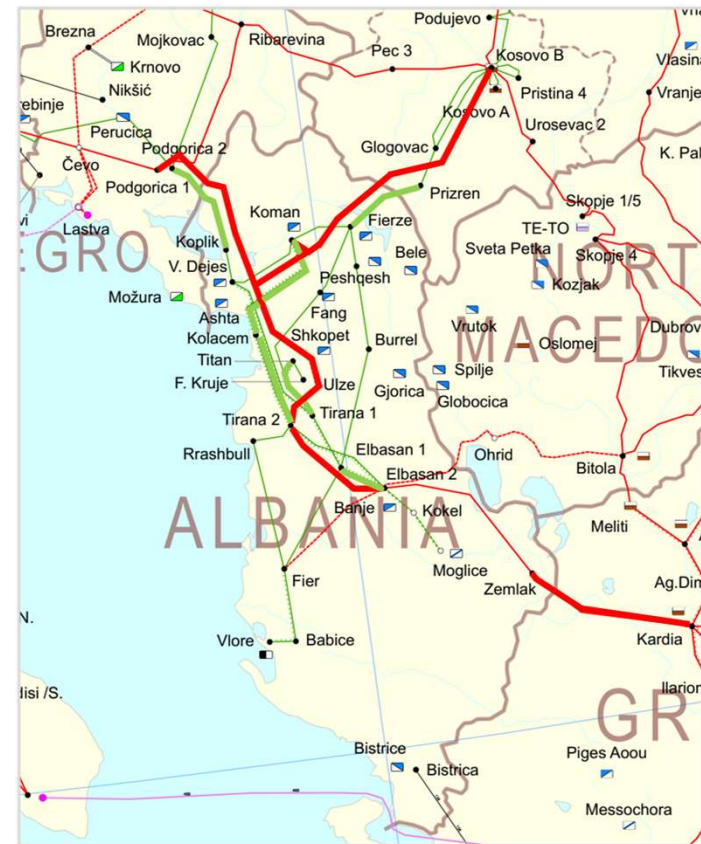 Podujevo
Brezna
Mojkovac
Ribarevina
Pec 3
Kosovo B
Vlasina
Krnovo
Nikšić
Pristina 4
Kosovo A
Vranje
rebinje
Perucica
Urosevac 2
Podgorica 2
Glogovac
K. Pal
Čevo
Podgorica 1
Prizren
Skopje 1/5
Lastva
Koman
Fierze
TE-TO
EGRO
Koplik
Bele
Sveta Petka
Skopje 4
NORT
V. Dejes
Peshqesh
Kozjak
Možura
Ashta
Fang
Vrutok
Dubrov
Kolacem
Shkopet
Burrel
Oslomej
MACEDO
Titan
Spilje
Tikves
F. Kruje
Ulze
Gjorica
Globocica
Tirana 2
Tirana 1
Rrashbull
Elbasan 1
Ohrid
Bitola
Elbasan 2
ALBANIA
Banje
Kokel
Meliti
Moglice
Fier
Zemlak
Ag.Dim
N.
Kardia
Vlore
Babice
disi /S.
Ilarion
GR
Bistrice
Bistrica
Piges Aoou
Messochora